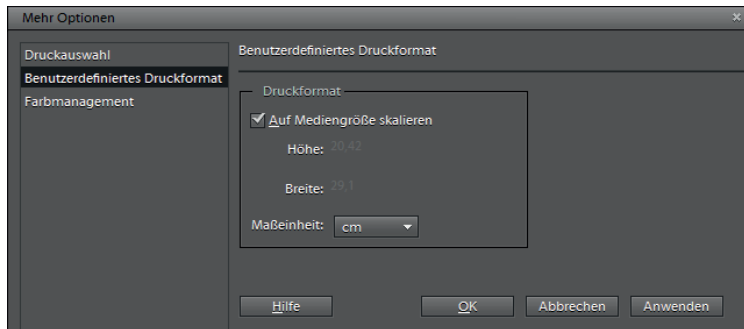 Mehr Optionen
Druckauswahl
Benutzerdefiniertes Druckformat
Farbmanagement
Benutzerdefiniertes Druckformat
Druckformat
Auf Mediengröße skalieren
Höhe: 20,42
Breite: 29,1
Maßeinheit: cm
Hilfe
OK
Abbrechen
Anwenden